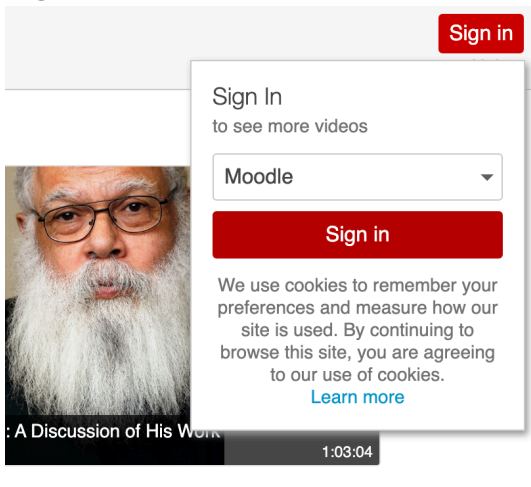 Sign in
Sign In
to see more videos
Moodle
Sign in
We use cookies to remember your
preferences and measure how our
site is used. By continuing to
browse this site, you are agreeing
to our use of cookies.
Learn more
: A Discussion of His Work
1:03:04